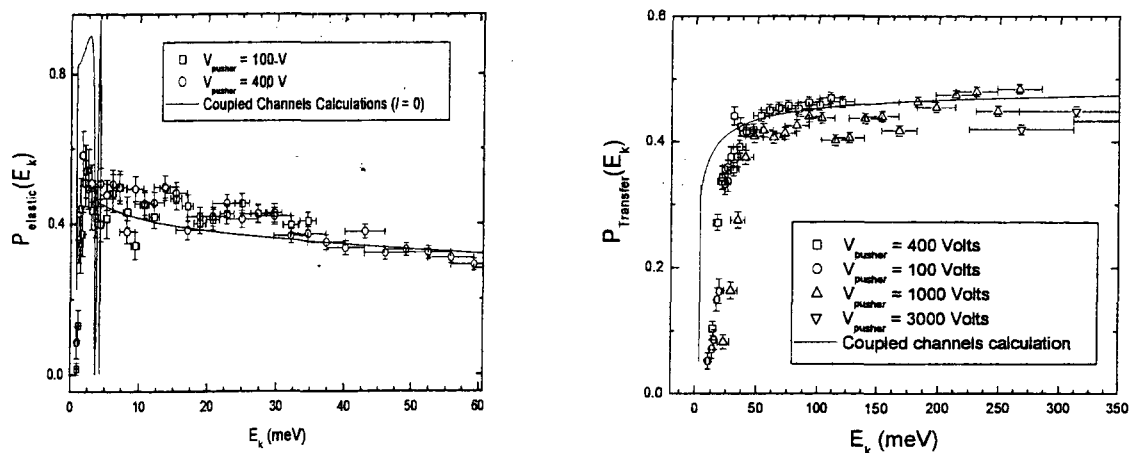 0.8
0.4
0.0
P_elastic(E_k)
V_pusher = 100-V
V_pusher = 400 V
Coupled Channels Calculations (l = 0)
0 10 20 30 40 50 60
E_k (meV)
0.6
0.4
0.2
0.0
P_Transfer(E_k)
V_pusher = 400 Volts
V_pusher = 100 Volts
V_pusher = 1000 Volts
V_pusher = 3000 Volts
Coupled channels calculation
0 50 100 150 200 250 300 350
E_k (meV)